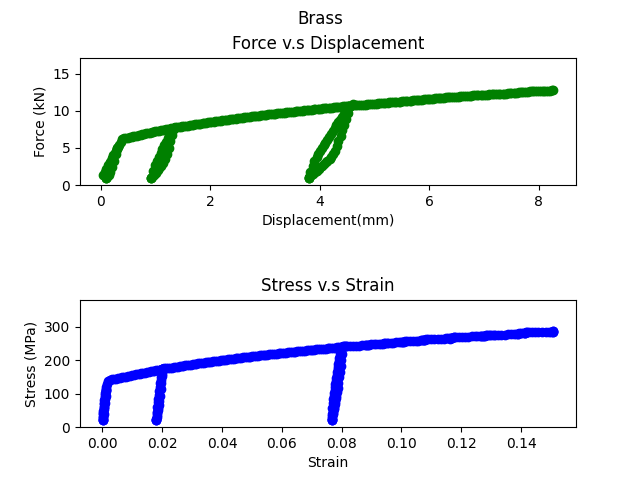 Brass
Force v.s Displacement
15
10
5
0
Force (kN)
0 2 4 6 8
Displacement(mm)
Stress v.s Strain
300
200
100
0
Stress (MPa)
0.00 0.02 0.04 0.06 0.08 0.10 0.12 0.14
Strain